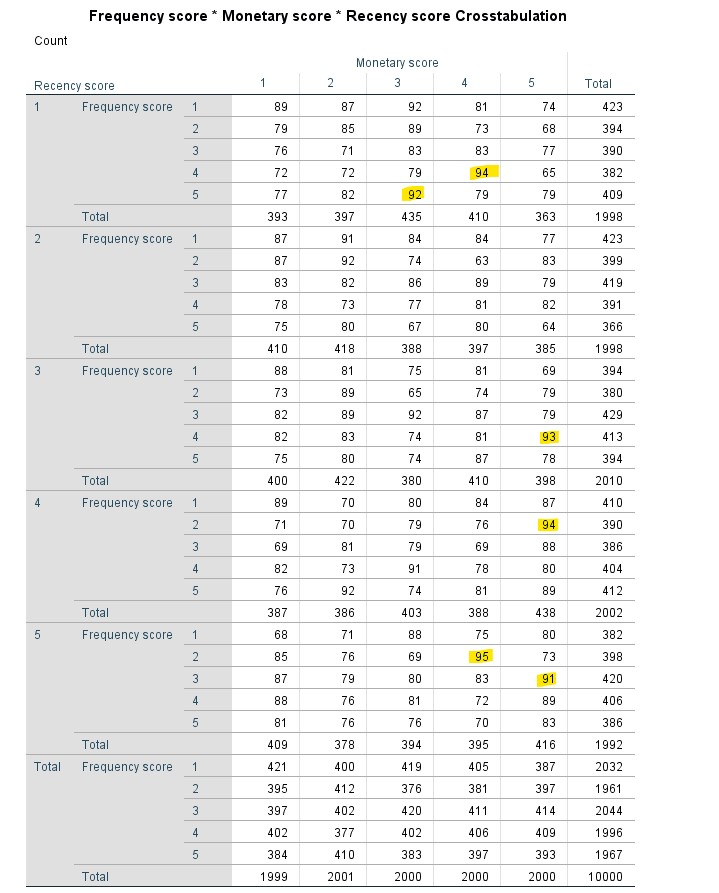 Frequency score * Monetary score * Recency score Crosstabulation
Count
Monetary score
Recency score 1 2 3 4 5 Total
1 Frequency score 1 89 87 92 81 74 423
2 79 85 89 73 68 394
3 76 71 83 83 77 390
4 72 72 79 94 65 382
5 77 82 92 79 79 409
Total 393 397 435 410 363 1998
2 Frequency score 1 87 91 84 84 77 423
2 87 92 74 63 83 399
3 83 82 86 89 79 419
4 78 73 77 81 82 391
5 75 80 67 80 64 366
Total 410 418 388 397 385 1998
3 Frequency score 1 88 81 75 81 69 394
2 73 89 65 74 79 380
3 82 89 92 87 79 429
4 82 83 74 81 93 413
5 75 80 74 87 78 394
Total 400 422 380 410 398 2010
4 Frequency score 1 89 70 80 84 87 410
2 71 70 79 76 94 390
3 69 81 79 69 88 386
4 82 73 91 78 80 404
5 76 92 74 81 89 412
Total 387 386 403 388 438 2002
5 Frequency score 1 68 71 88 75 80 382
2 85 76 69 95 73 398
3 87 79 80 83 91 420
4 88 76 81 72 89 406
5 81 76 76 70 83 386
Total 409 378 394 395 416 1992
Total Frequency score 1 421 400 419 405 387 2032
2 395 412 376 381 397 1961
3 397 402 420 411 414 2044
4 402 377 402 406 409 1996
5 384 410 383 397 393 1967
Total 1999 2001 2000 2000 2000 10000